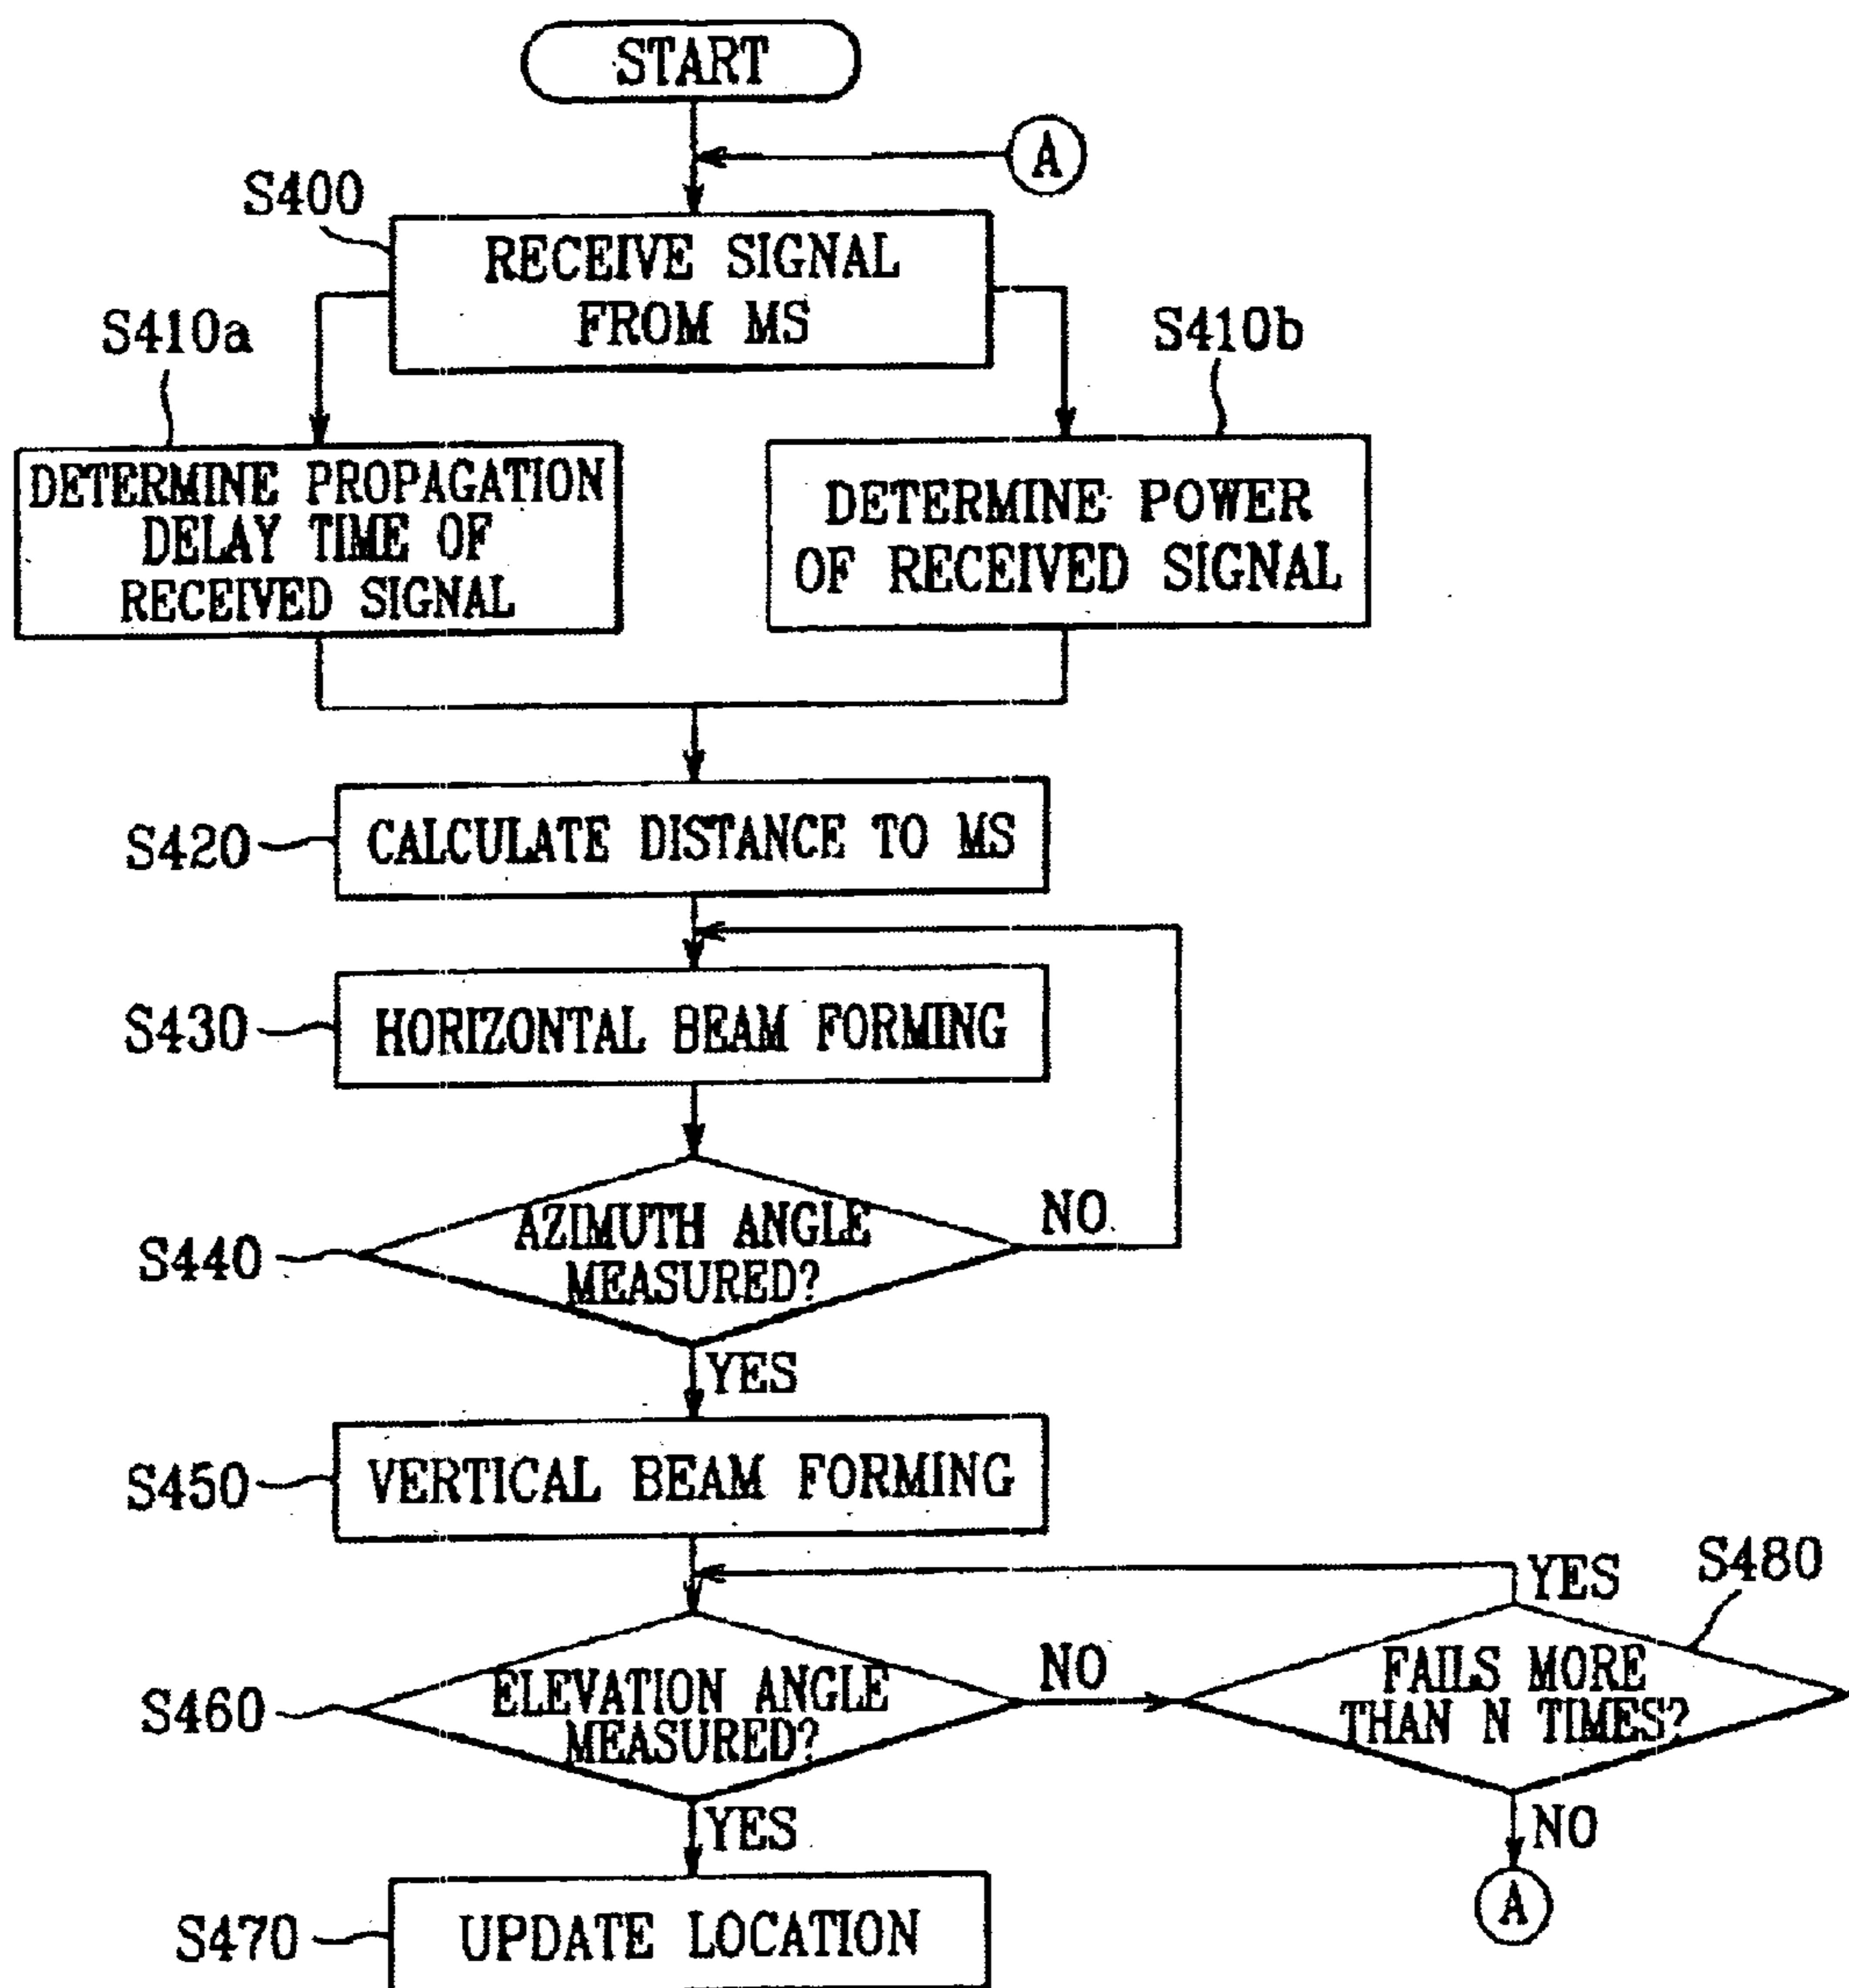 START
A
S400
RECEIVE SIGNAL
FROM MS
S410a
S410b
DETERMINE PROPAGATION
DELAY TIME OF
RECEIVED SIGNAL
DETERMINE POWER
OF RECEIVED SIGNAL
S420
CALCULATE DISTANCE TO MS
S430
HORIZONTAL BEAM FORMING
S440
AZIMUTH ANGLE
MEASURED?
NO
YES
S450
VERTICAL BEAM FORMING
S460
ELEVATION ANGLE
MEASURED?
NO
YES
S480
FAILS MORE
THAN N TIMES?
YES
NO
A
S470
UPDATE LOCATION